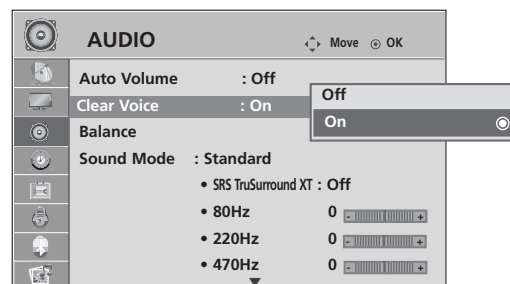 AUDIO Move OK
Auto Volume : Off
Off
Clear Voice : On
On
Balance
Sound Mode : Standard
• SRS TruSurround XT : Off
• 80Hz 0 - +
• 220Hz 0 - +
• 470Hz 0 - +